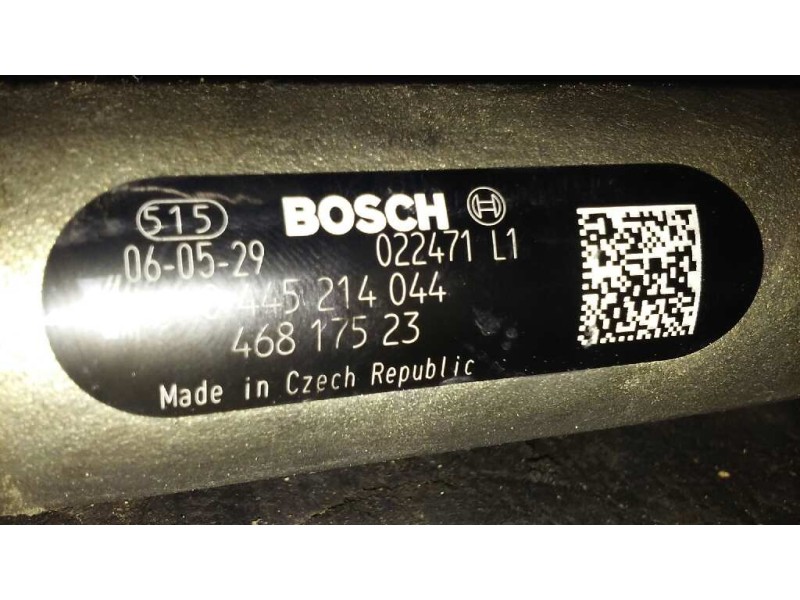 515 BOSCH
06-05-29 022471 L1
445 214 044
468 175 23
Made in Czech Republic